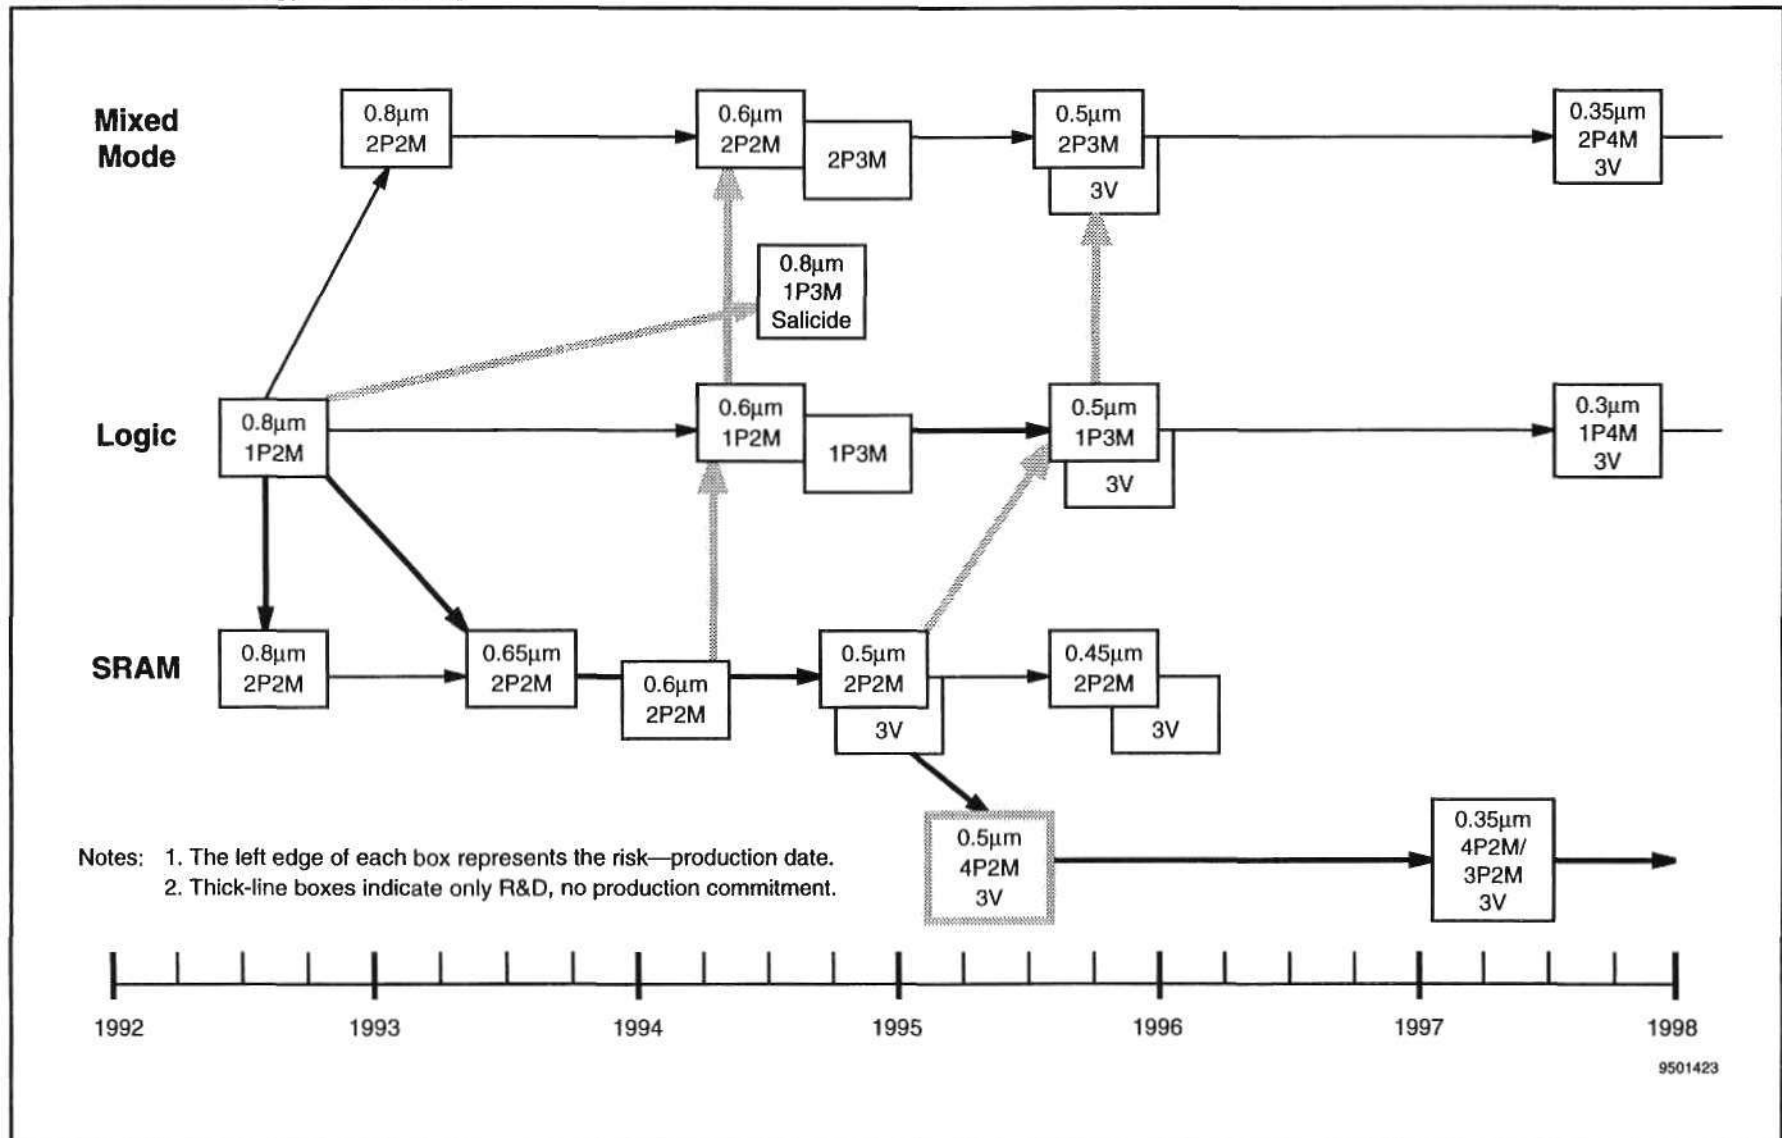 Mixed
Mode
0.8µm
2P2M
0.6µm
2P2M
2P3M
0.5µm
2P3M
3V
0.35µm
2P4M
3V
0.8µm
1P3M
Salicide
Logic
0.8µm
1P2M
0.6µm
1P2M
1P3M
0.5µm
1P3M
3V
0.3µm
1P4M
3V
SRAM
0.8µm
2P2M
0.65µm
2P2M
0.6µm
2P2M
0.5µm
2P2M
3V
0.45µm
2P2M
3V
0.5µm
4P2M
3V
0.35µm
4P2M/
3P2M
3V
Notes: 1. The left edge of each box represents the risk—production date.
2. Thick-line boxes indicate only R&D, no production commitment.
1992 1993 1994 1995 1996 1997 1998
9501423